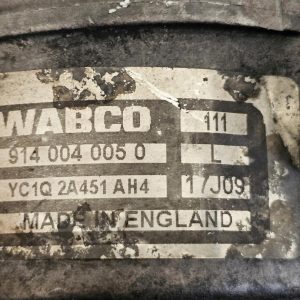 WABCO 111
914 004 005 0 L
YC1Q 2A451 AH4 17J09
MADE IN ENGLAND